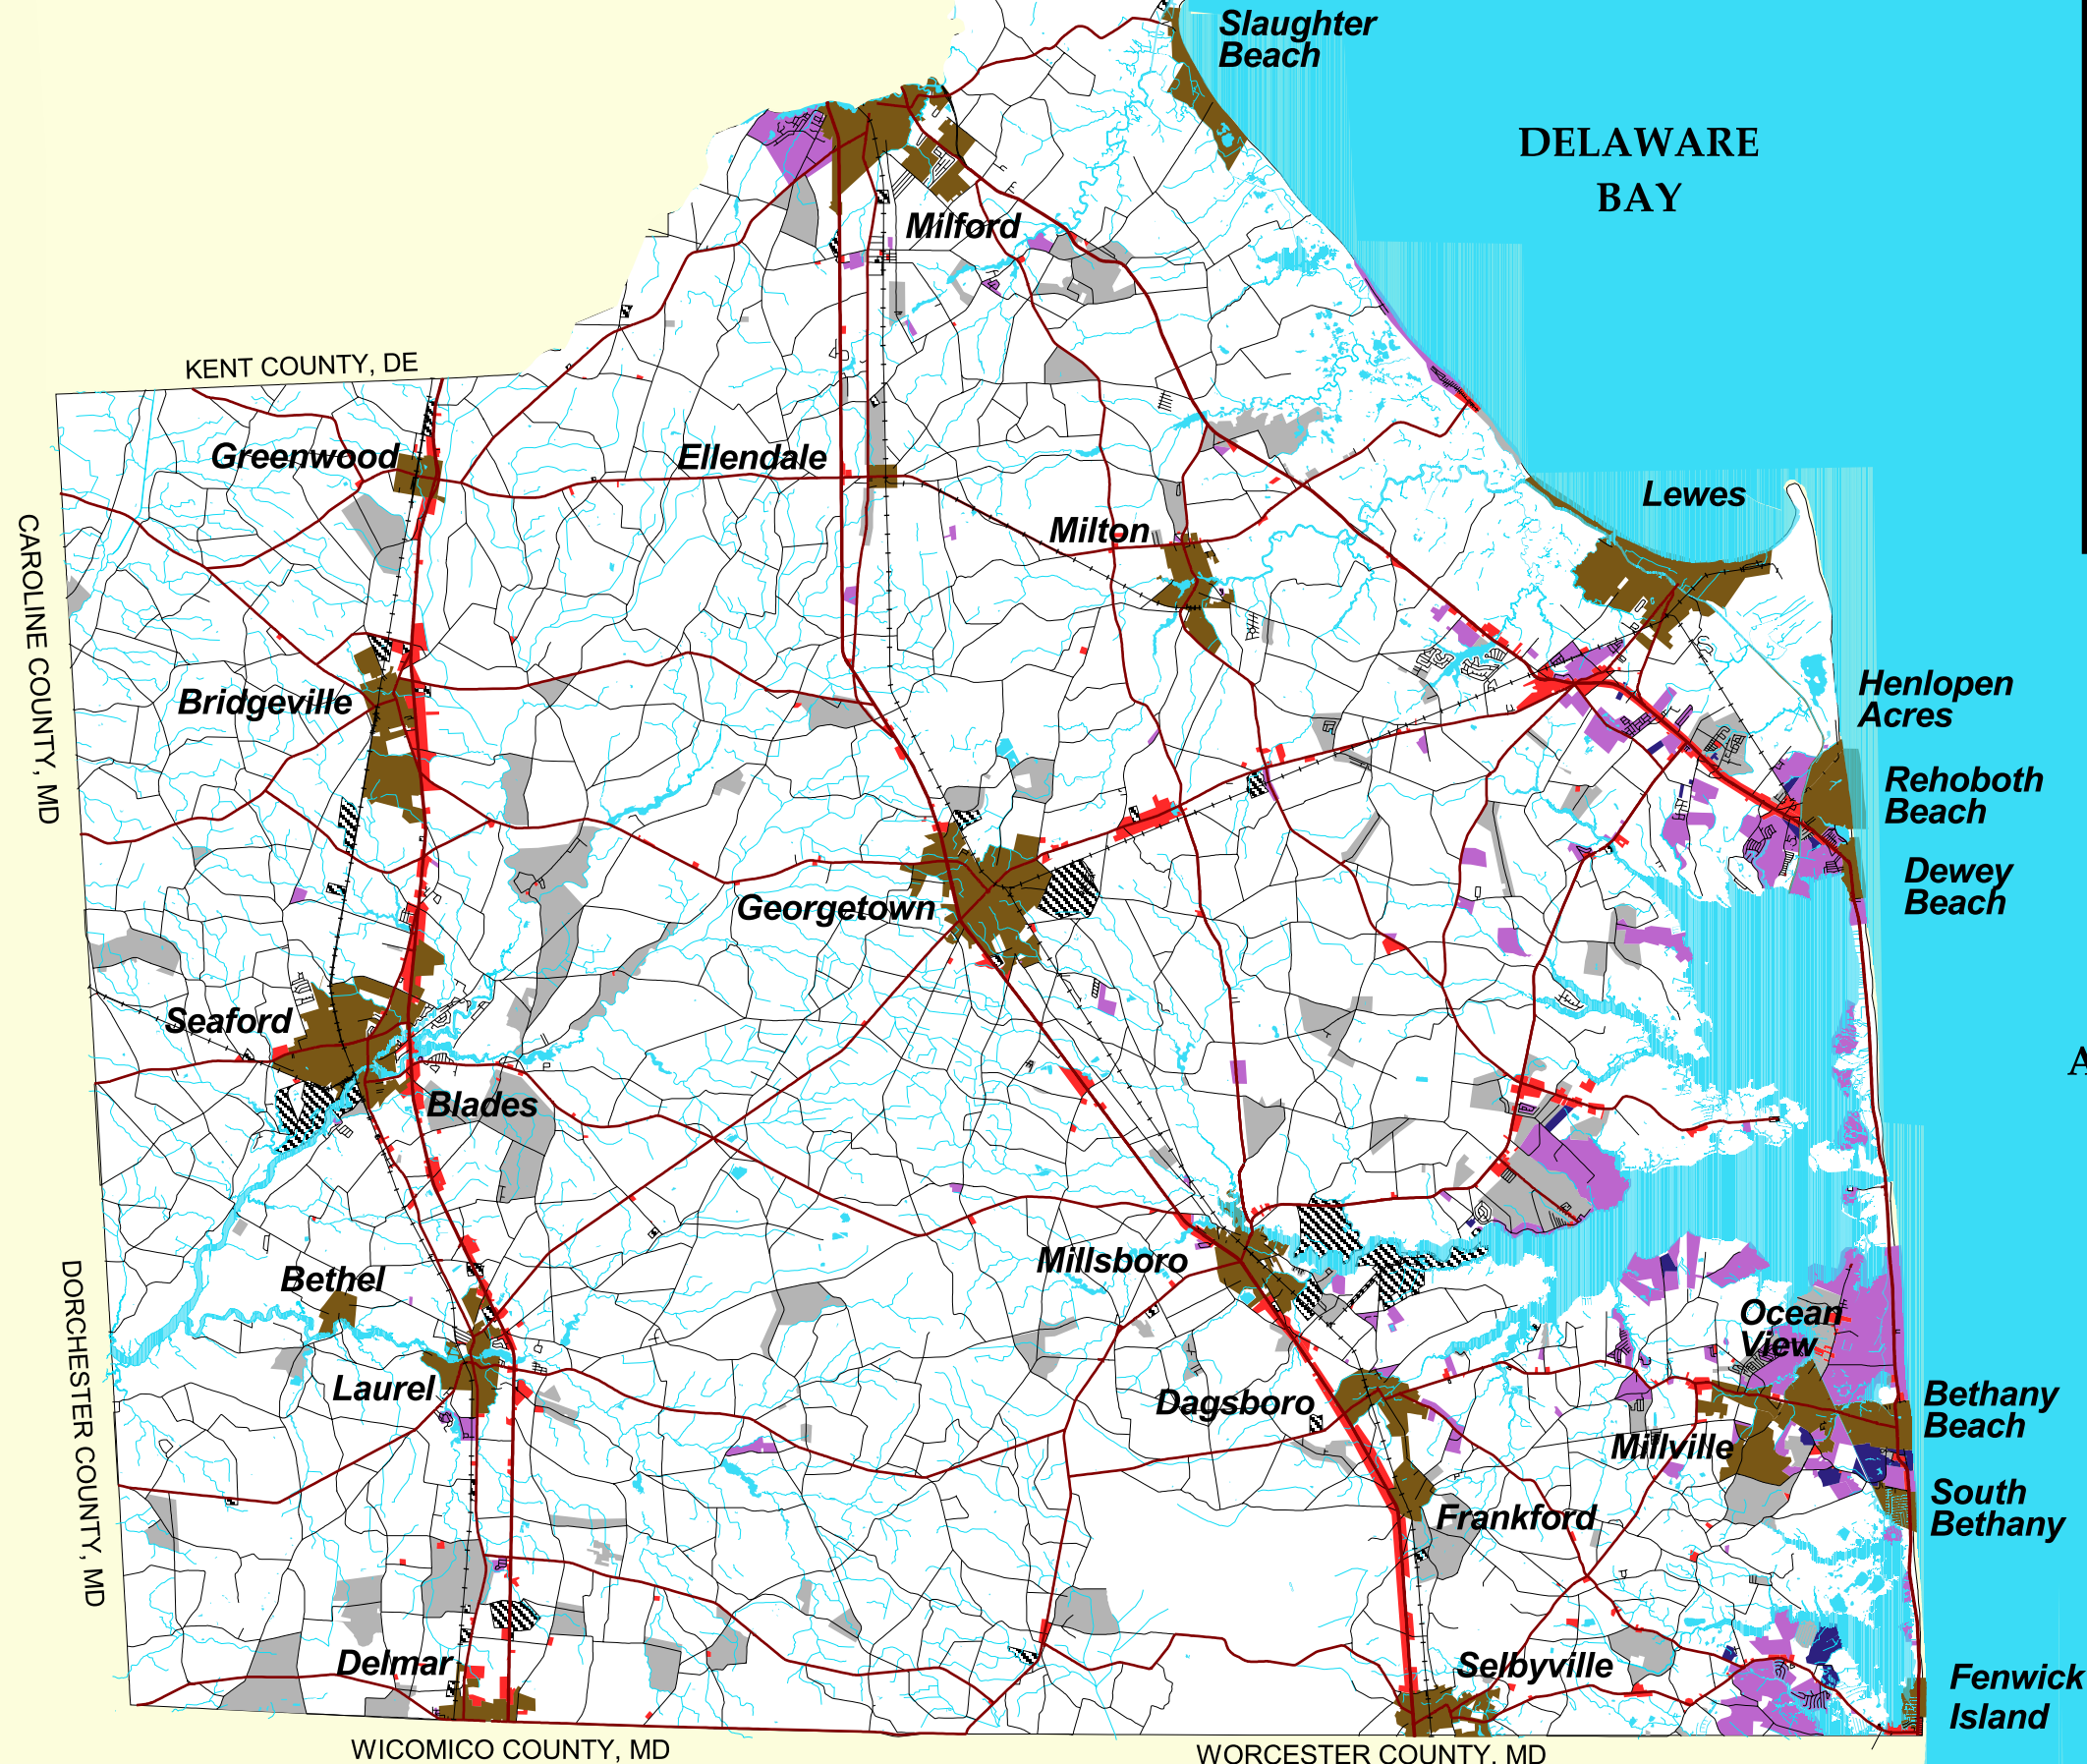 Slaughter
Beach
DELAWARE
BAY
Milford
KENT COUNTY, DE
Greenwood
Ellendale
Lewes
Milton
CAROLINE COUNTY, MD
Henlopen
Acres
Bridgeville
Rehoboth
Beach
Dewey
Beach
Georgetown
Seaford
A
Blades
Millsboro
Bethel
DORCHESTER COUNTY, MD
Ocean
View
Laurel
Dagsboro
Bethany
Beach
Millville
South
Bethany
Frankford
Delmar
Selbyville
Fenwick
Island
WICOMICO COUNTY, MD
WORCESTER COUNTY, MD